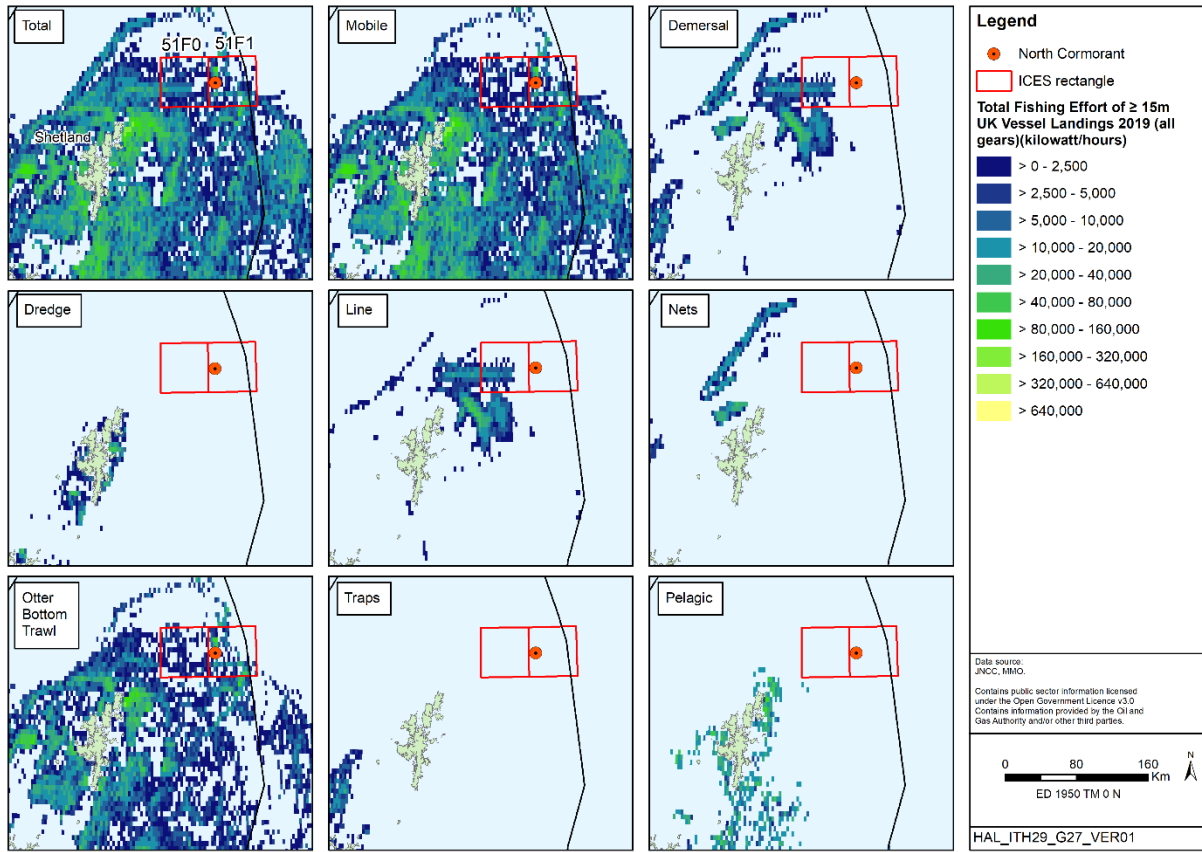 Total
51F0
51F1
Shetland
Mobile
Demersal
Dredge
Line
Nets
Otter
Bottom
Trawl
Traps
Pelagic
Legend
North Cormorant
ICES rectangle
Total Fishing Effort of ≥ 15m
UK Vessel Landings 2019 (all
gears)(kilowatt/hours)
> 0 - 2,500
> 2,500 - 5,000
> 5,000 - 10,000
> 10,000 - 20,000
> 20,000 - 40,000
> 40,000 - 80,000
> 80,000 - 160,000
> 160,000 - 320,000
> 320,000 - 640,000
> 640,000
Data source:
JNCC, MMO.
Contains public sector information licensed
under the Open Government Licence v3.0
Contains information provided by the Oil and
Gas Authority and/or other third parties.
0 80 160
Km
N
ED 1950 TM 0 N
HAL_ITH29_G27_VER01